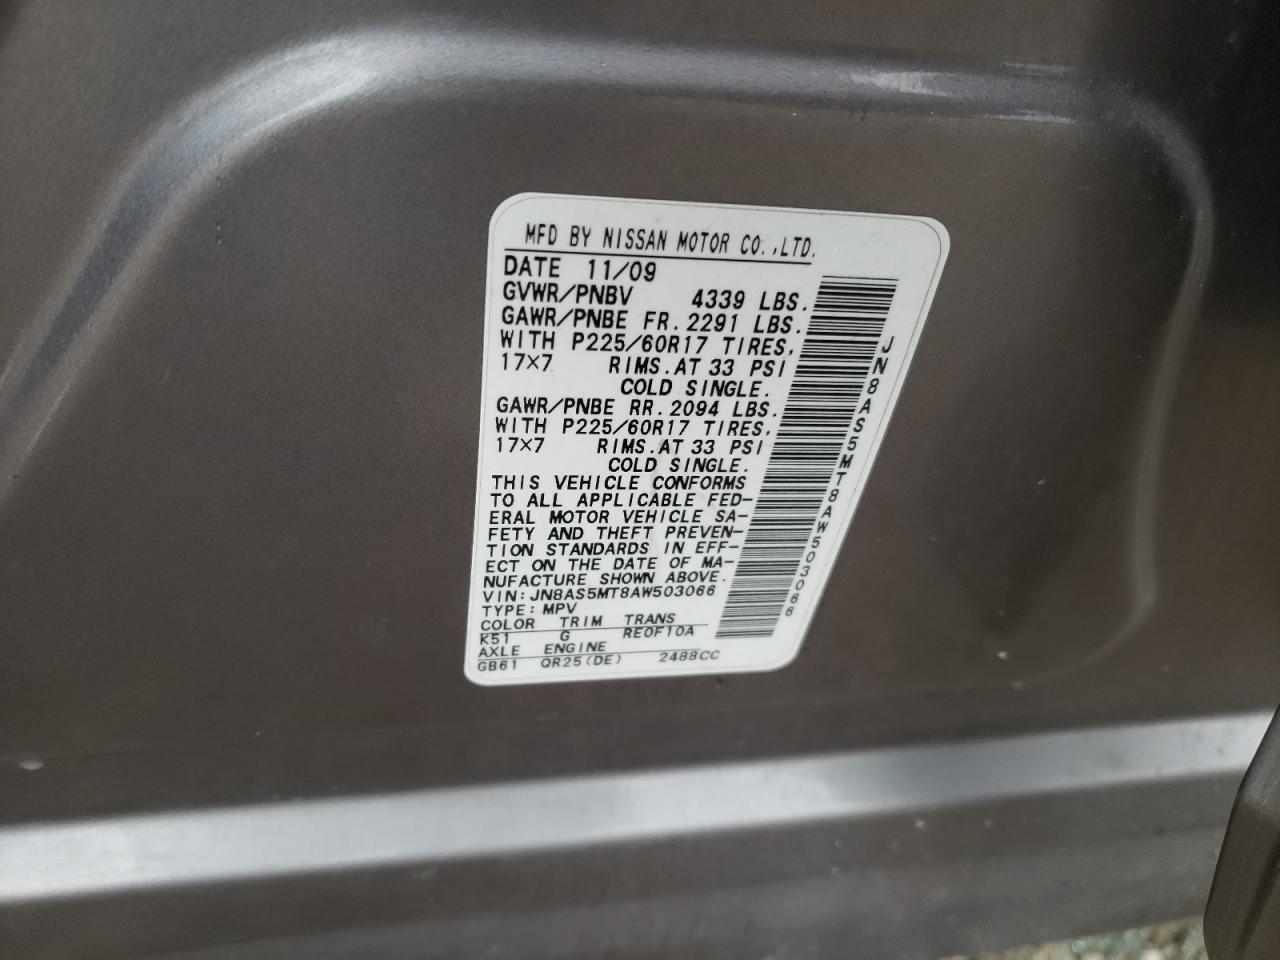 MFD BY NISSAN MOTOR CO.,LTD.
DATE 11/09
GVWR/PNBV 4339 LBS.
GAWR/PNBE FR. 2291 LBS.
WITH P225/60R17 TIRES,
17×7 RIMS. AT 33 PSI
COLD SINGLE.
GAWR/PNBE RR. 2094 LBS.
WITH P225/60R17 TIRES,
17×7 RIMS. AT 33 PSI
COLD SINGLE.
THIS VEHICLE CONFORMS
TO ALL APPLICABLE FED-
ERAL MOTOR VEHICLE SA-
FETY AND THEFT PREVEN-
TION STANDARDS IN EFF-
ECT ON THE DATE OF MA-
NUFACTURE SHOWN ABOVE.
VIN: JN8AS5MT8AW503066
TYPE: MPV
COLOR TRIM TRANS
K51 G RE0F10A
AXLE ENGINE
GB61 QR25(DE) 2488CC
JN8AS5MT8AW503066